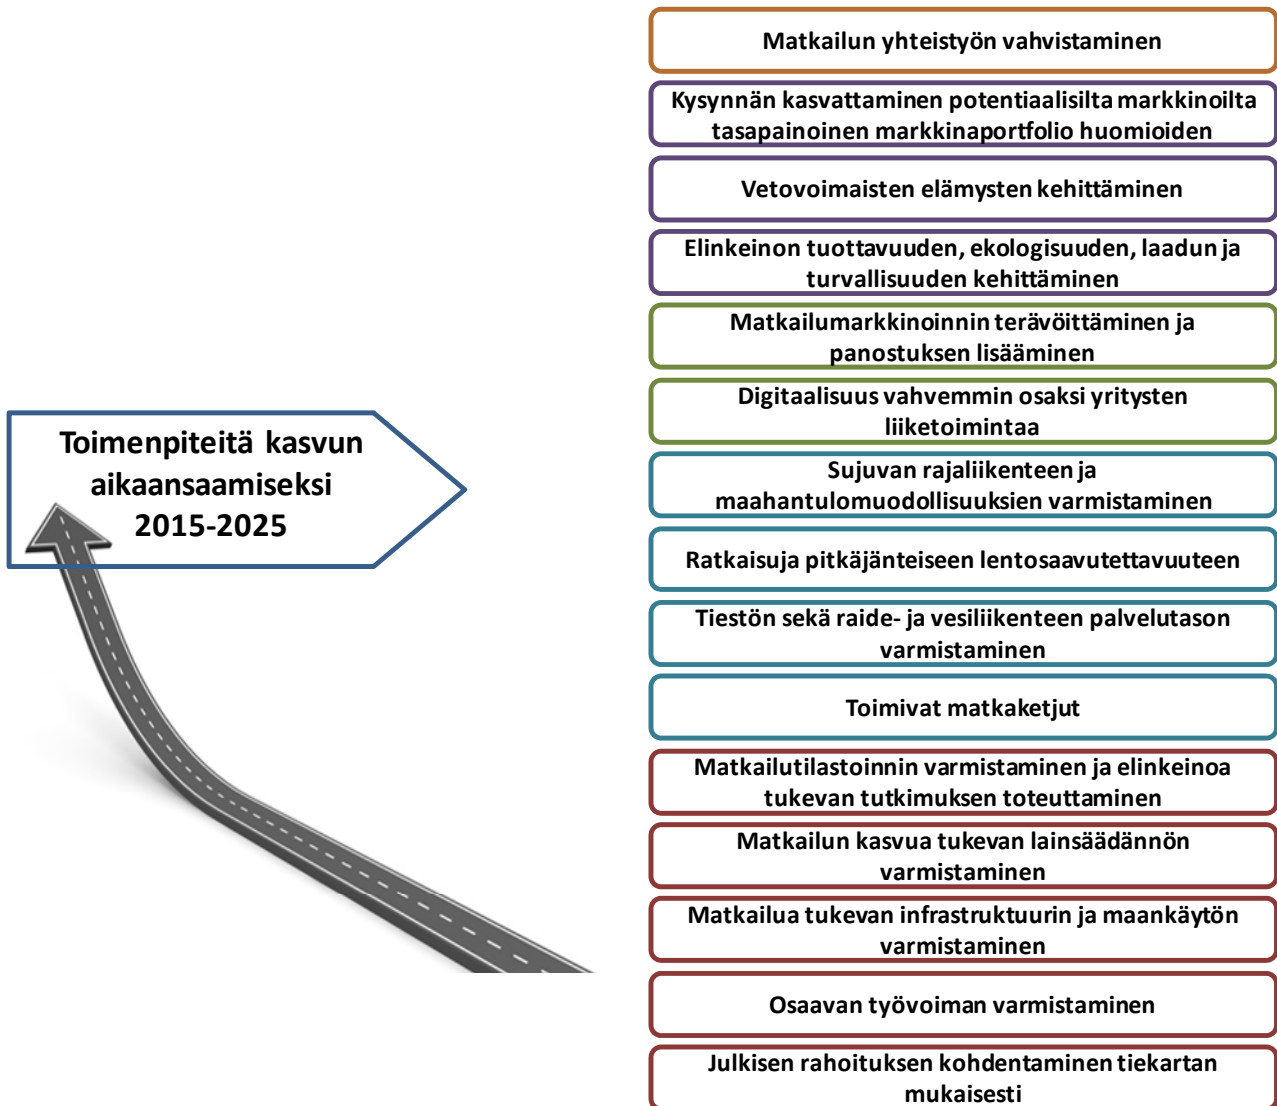 Matkailun yhteistyön vahvistaminen
Kysynnän kasvattaminen potentiaalisilta markkinoilta
tasapainoinen markkinaportfolio huomioiden
Vetovoimaisten elämysten kehittäminen
Elinkeinon tuottavuuden, ekologisuuden, laadun ja
turvallisuuden kehittäminen
Matkailumarkkinoinnin terävöittäminen ja
panostuksen lisääminen
Digitaalisuus vahvemmin osaksi yritysten
liiketoimintaa
Toimenpiteitä kasvun
aikaansaamiseksi
2015-2025
Sujuvan rajaliikenteen ja
maahantulomuodollisuuksien varmistaminen
Ratkaisuja pitkäjänteiseen lentosaavutettavuuteen
Tiestön sekä raide- ja vesiliikenteen palvelutason
varmistaminen
Toimivat matkaketjut
Matkailutilastoinnin varmistaminen ja elinkeinoa
tukevan tutkimuksen toteuttaminen
Matkailun kasvua tukevan lainsäädännön
varmistaminen
Matkailua tukevan infrastruktuurin ja maankäytön
varmistaminen
Osaavan työvoiman varmistaminen
Julkisen rahoituksen kohdentaminen tiekartan
mukaisesti